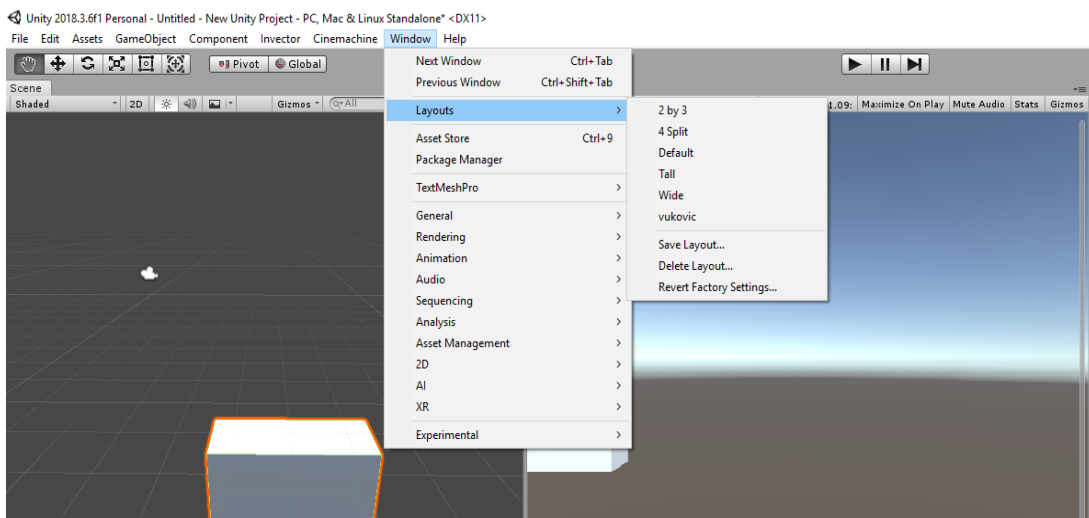 Unity 2018.3.6f1 Personal - Untitled - New Unity Project - PC, Mac & Linux Standalone* <DX11>
File Edit Assets GameObject Component Invector Cinemachine Window Help
Pivot Global
Scene
Shaded 2D Gizmos All
1,09: Maximize On Play Mute Audio Stats Gizmos
Next Window Ctrl+Tab
Previous Window Ctrl+Shift+Tab
Layouts
Asset Store Ctrl+9
Package Manager
TextMeshPro
General
Rendering
Animation
Audio
Sequencing
Analysis
Asset Management
2D
AI
XR
Experimental
2 by 3
4 Split
Default
Tall
Wide
vukovic
Save Layout...
Delete Layout...
Revert Factory Settings...